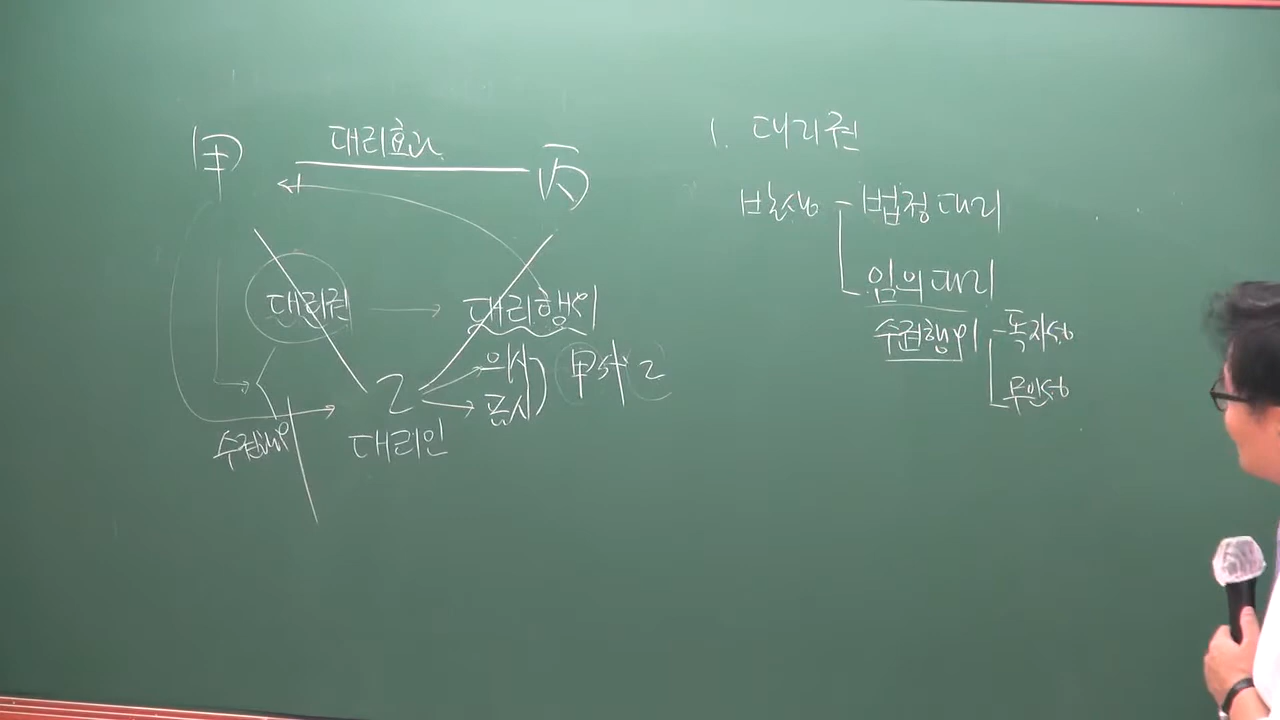 甲 대리효과 丙
대리권 대리행위
의사
표시
甲 乙
수권행위 乙
대리인
1. 대리권
발생 - 법정대리
임의대리
수권행위 - 독자성
무인성